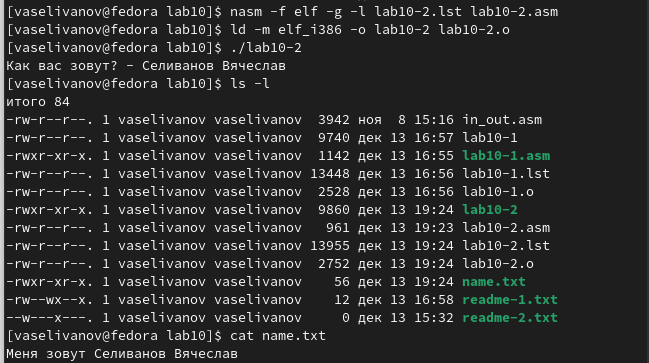 [vaselivanov@fedora lab10]$ nasm -f elf -g -l lab10-2.lst lab10-2.asm
[vaselivanov@fedora lab10]$ ld -m elf_i386 -o lab10-2 lab10-2.o
[vaselivanov@fedora lab10]$ ./lab10-2
Как вас зовут? – Селиванов Вячеслав
[vaselivanov@fedora lab10]$ ls -l
итого 84
-rw-r--r--. 1 vaselivanov vaselivanov  3942 ноя  8 15:16 in_out.asm
-rw-r--r--. 1 vaselivanov vaselivanov  9740 дек 13 16:57 lab10-1
-rwxr-xr-x. 1 vaselivanov vaselivanov  1142 дек 13 16:55 lab10-1.asm
-rw-r--r--. 1 vaselivanov vaselivanov 13448 дек 13 16:56 lab10-1.lst
-rw-r--r--. 1 vaselivanov vaselivanov  2528 дек 13 16:56 lab10-1.o
-rwxr-xr-x. 1 vaselivanov vaselivanov  9860 дек 13 19:24 lab10-2
-rw-r--r--. 1 vaselivanov vaselivanov   961 дек 13 19:23 lab10-2.asm
-rw-r--r--. 1 vaselivanov vaselivanov 13955 дек 13 19:24 lab10-2.lst
-rw-r--r--. 1 vaselivanov vaselivanov  2752 дек 13 19:24 lab10-2.o
-rwxr-xr-x. 1 vaselivanov vaselivanov    56 дек 13 19:24 name.txt
-rw--wx--x. 1 vaselivanov vaselivanov    12 дек 13 16:58 readme-1.txt
--w---x---. 1 vaselivanov vaselivanov     0 дек 13 15:32 readme-2.txt
[vaselivanov@fedora lab10]$ cat name.txt
Меня зовут Селиванов Вячеслав